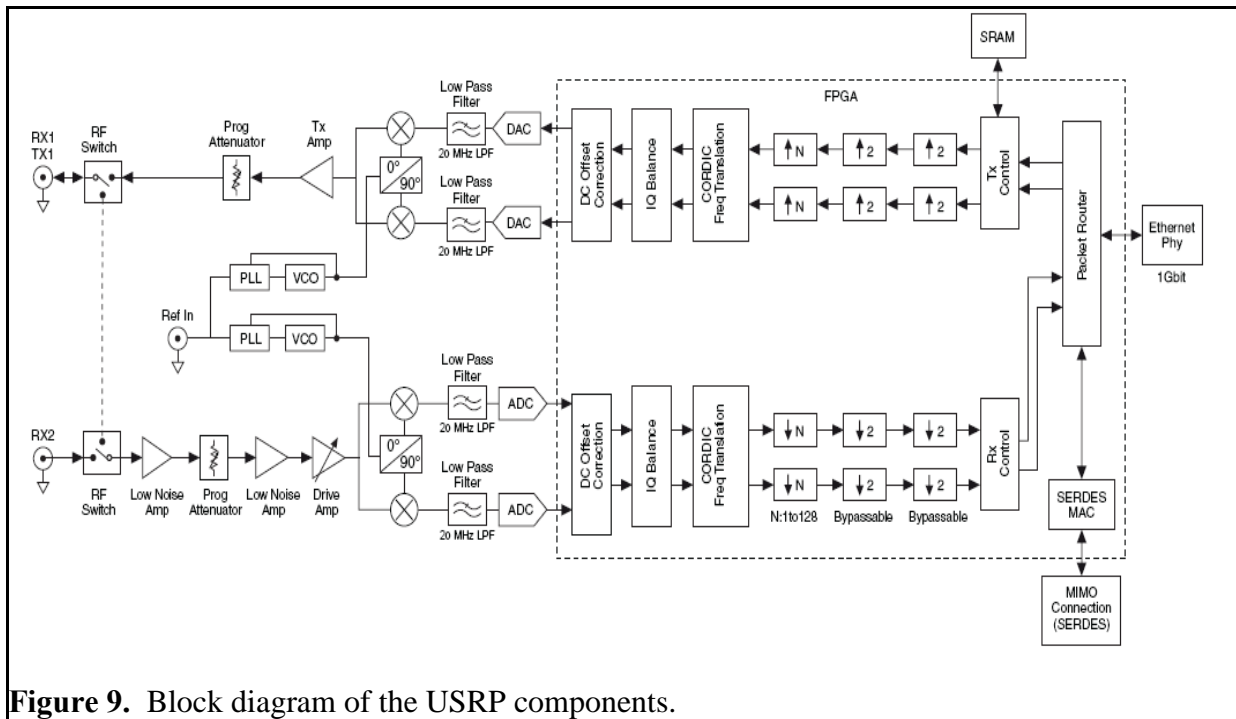 SRAM
FPGA
Low Pass
Filter
20 MHz LPF
DAC
RX1
TX1
RF
Switch
Prog
Attenuator
Tx
Amp
0°
90°
Low Pass
Filter
20 MHz LPF
DAC
DC Offset
Correction
IQ Balance
CORDIC
Freq Translation
↑ N
↑ 2
↑ 2
↑ N
↑ 2
↑ 2
Tx
Control
Packet Router
Ethernet
Phy
1Gbit
PLL
VCO
Ref In
PLL
VCO
Low Pass
Filter
20 MHz LPF
ADC
RX2
RF
Switch
Low Noise
Amp
Prog
Attenuator
Low Noise
Amp
Drive
Amp
0°
90°
Low Pass
Filter
20 MHz LPF
ADC
DC Offset
Correction
IQ Balance
CORDIC
Freq Translation
↓ N
↓ 2
↓ 2
↓ N
↓ 2
↓ 2
N:1to128
Bypassable
Bypassable
Rx
Control
SERDES
MAC
MIMO
Connection
(SERDES)
Figure 9. Block diagram of the USRP components.